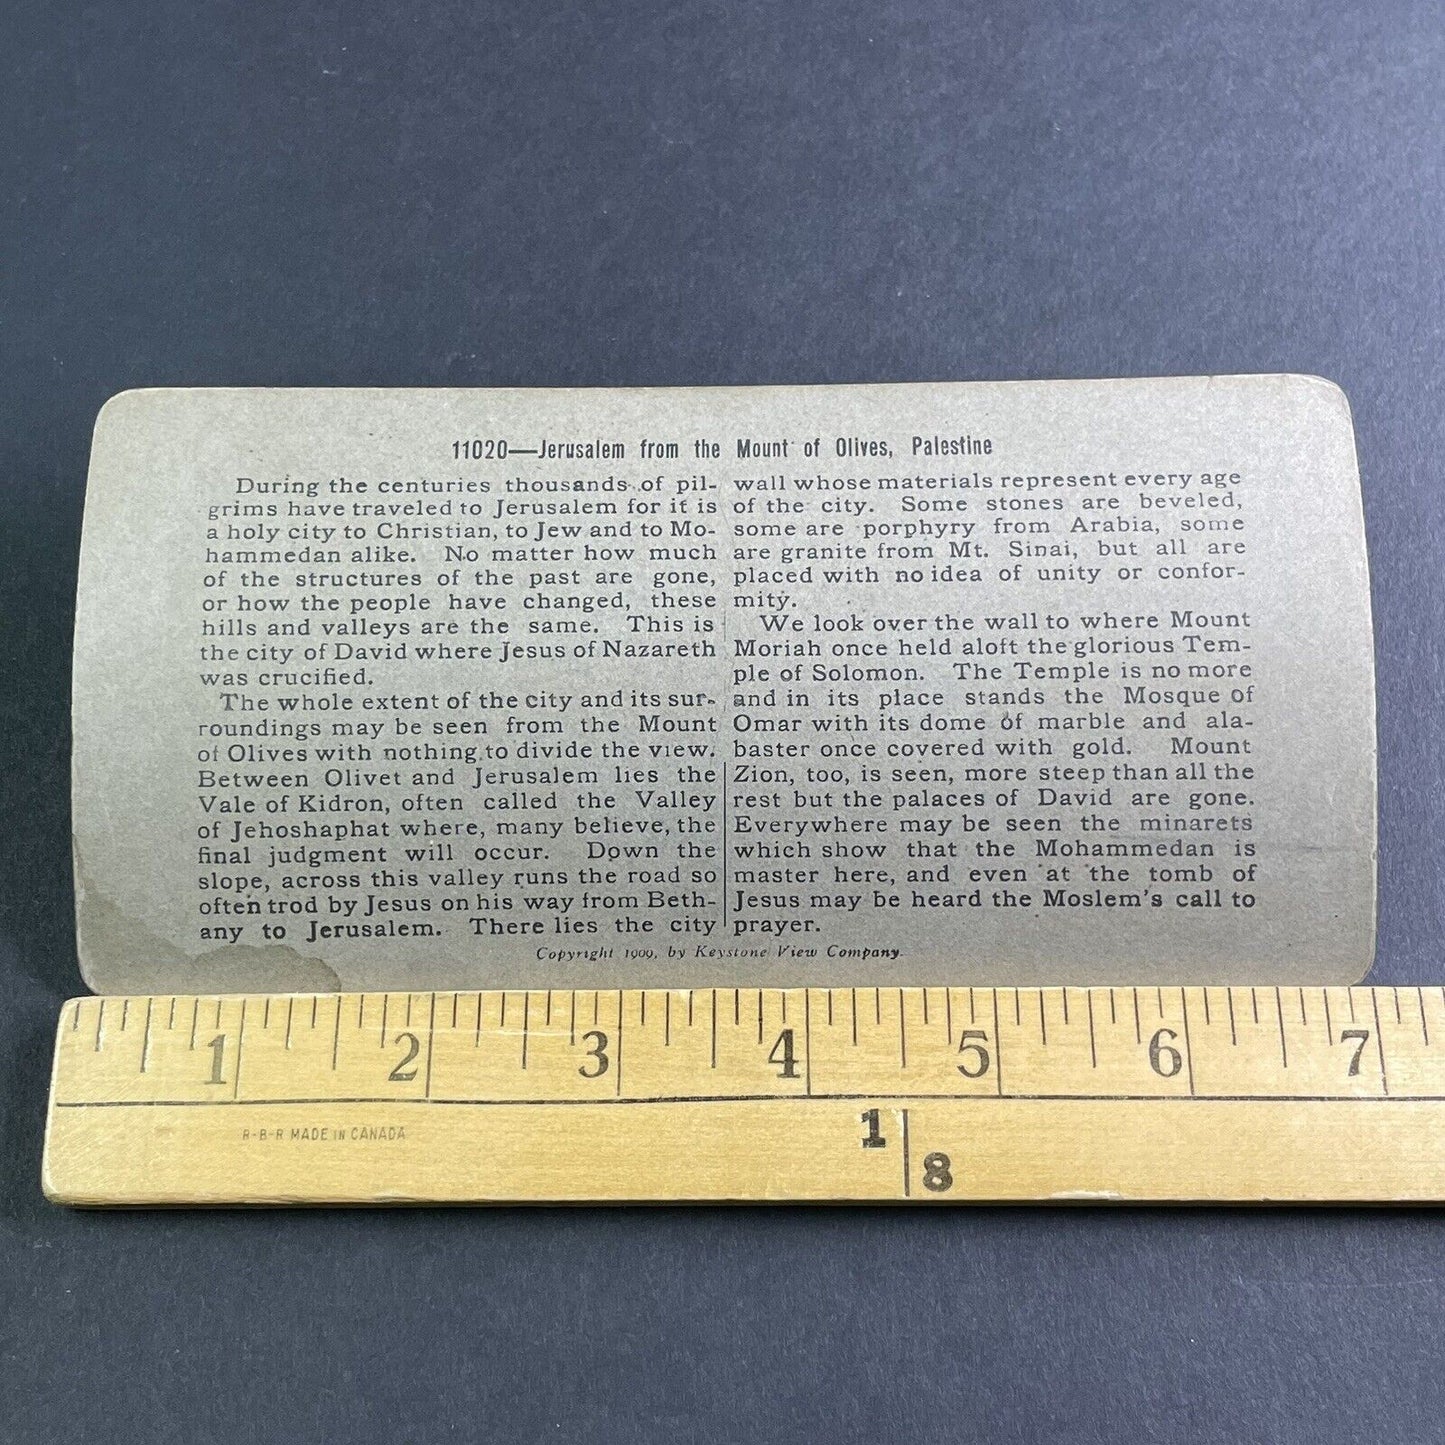 11020—Jerusalem from the Mount of Olives, Palestine
During the centuries thousands of pil-
grims have traveled to Jerusalem for it is
a holy city to Christian, to Jew and to Mo-
hammedan alike. No matter how much
of the structures of the past are gone,
or how the people have changed, these
hills and valleys are the same. This is
the city of David where Jesus of Nazareth
was crucified.
The whole extent of the city and its sur-
roundings may be seen from the Mount
of Olives with nothing to divide the view.
Between Olivet and Jerusalem lies the
Vale of Kidron, often called the Valley
of Jehoshaphat where, many believe, the
final judgment will occur. Down the
slope, across this valley runs the road so
often trod by Jesus on his way from Beth-
any to Jerusalem. There lies the city
wall whose materials represent every age
of the city. Some stones are beveled,
some are porphyry from Arabia, some
are granite from Mt. Sinai, but all are
placed with no idea of unity or confor-
mity.
We look over the wall to where Mount
Moriah once held aloft the glorious Tem-
ple of Solomon. The Temple is no more
and in its place stands the Mosque of
Omar with its dome of marble and ala-
baster once covered with gold. Mount
Zion, too, is seen, more steep than all the
rest but the palaces of David are gone.
Everywhere may be seen the minarets
which show that the Mohammedan is
master here, and even at the tomb of
Jesus may be heard the Moslem's call to
prayer.
Copyright 1909, by Keystone View Company.
1 2 3 4 5 6 7
R-B-R MADE IN CANADA
1
8